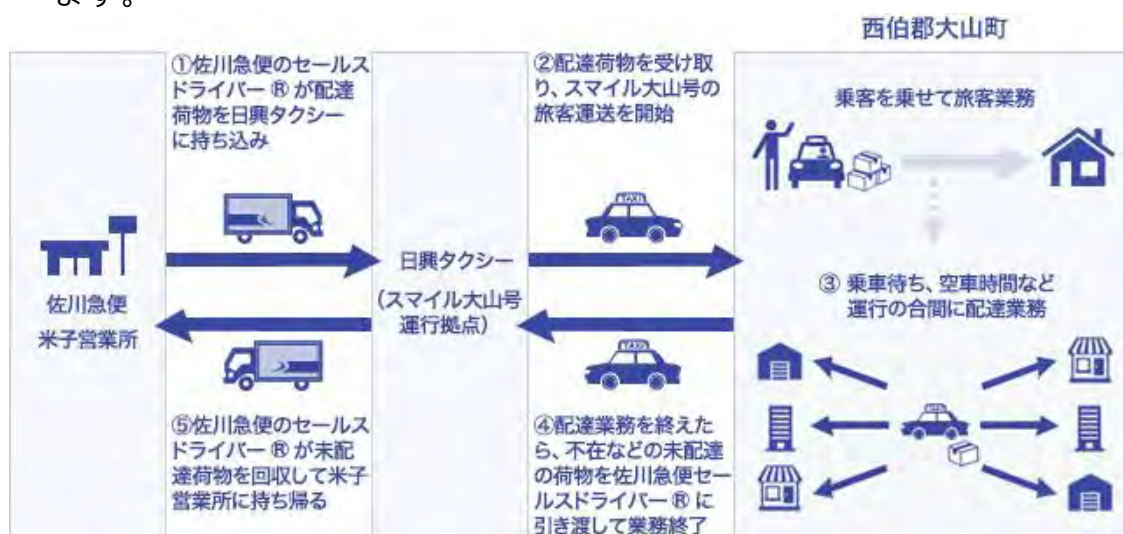 ます。
西伯郡大山町
①佐川急便のセールス
ドライバー ® が配達
荷物を日興タクシー
に持ち込み
②配達荷物を受け取
り、スマイル大山号の
旅客運送を開始
乗客を乗せて旅客業務
TAXI
佐川急便
米子営業所
日興タクシー
(スマイル大山号
運行拠点)
③ 乗車待ち、空車時間など
運行の合間に配達業務
TAXI
TAXI
⑤佐川急便のセールス
ドライバー ® が未配
達荷物を回収して米子
営業所に持ち帰る
④配達業務を終えた
ら、不在などの未配達
の荷物を佐川急便セー
ルスドライバー ® に
引き渡して業務終了